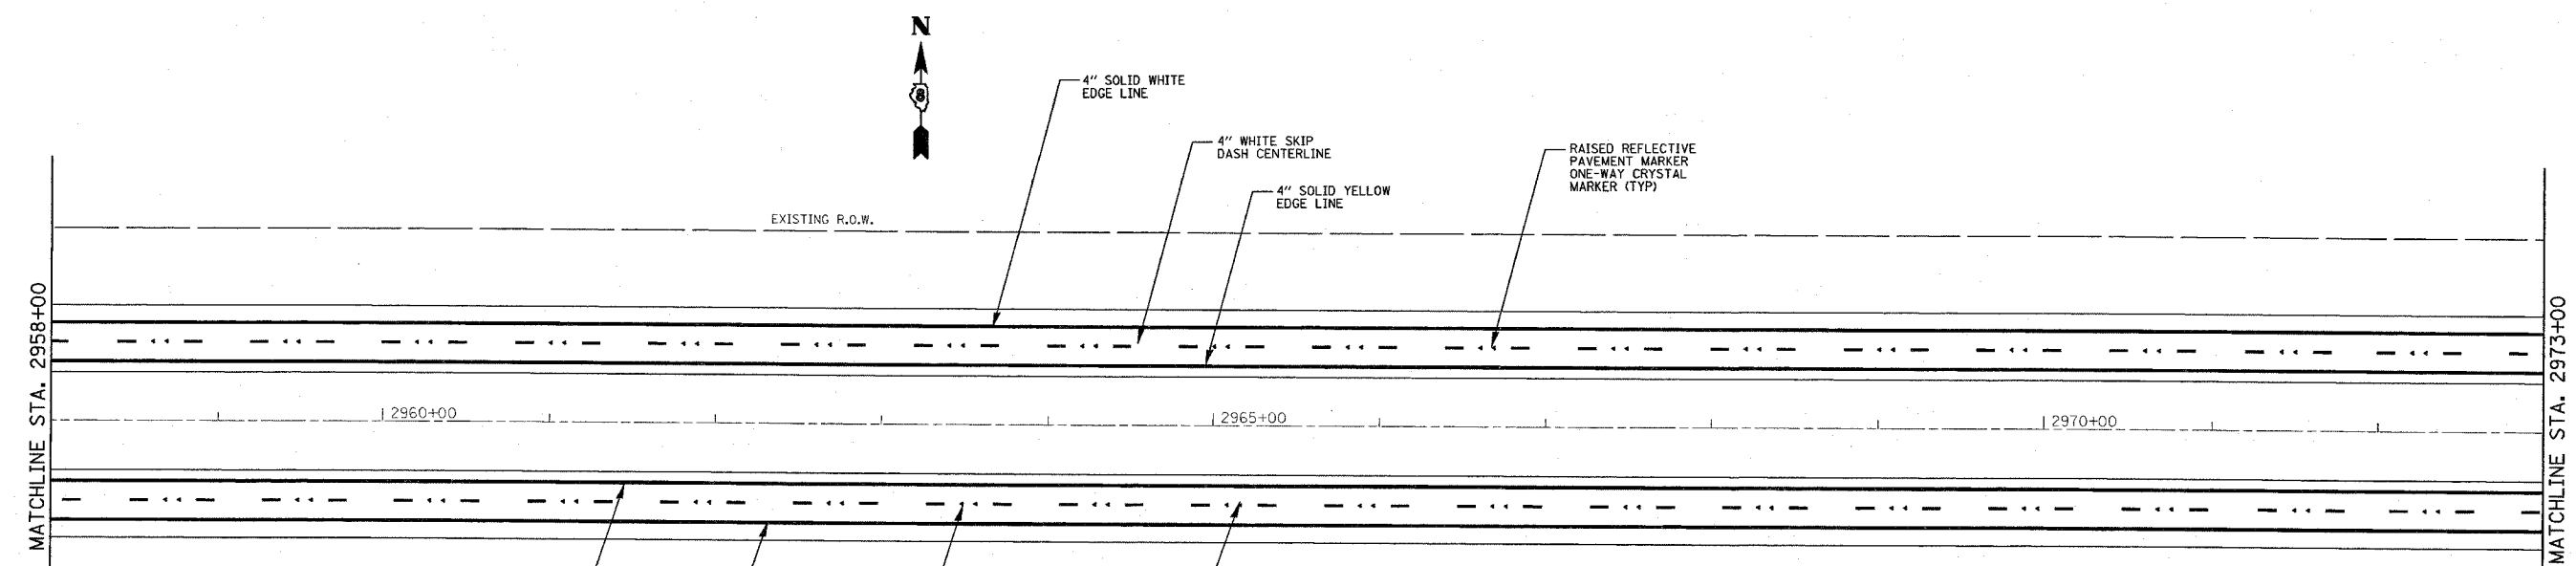 N
8
4" SOLID WHITE
EDGE LINE
4" WHITE SKIP
DASH CENTERLINE
4" SOLID YELLOW
EDGE LINE
RAISED REFLECTIVE
PAVEMENT MARKER
ONE-WAY CRYSTAL
MARKER (TYP)
EXISTING R.O.W.
MATCHLINE STA. 2958+00
2960+00
2965+00
2970+00
MATCHLINE STA. 2973+00